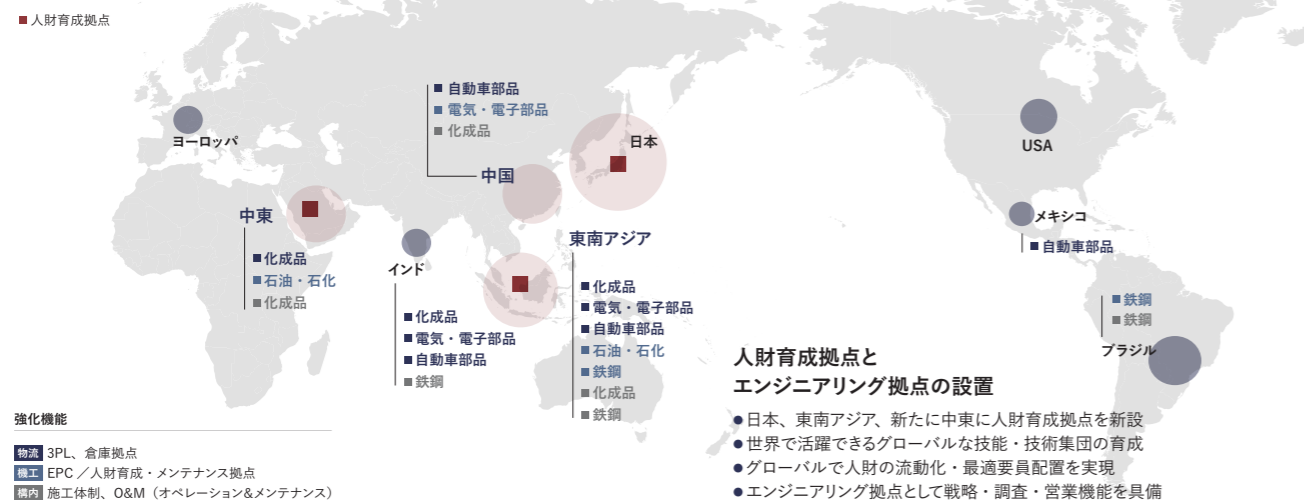 ■人財育成拠点
■自動車部品
■電気・電子部品
■化成品
中国
日本
ヨーロッパ
中東
■化成品
■石油・石化
■化成品
インド
■化成品
■電気・電子部品
■自動車部品
■鉄鋼
東南アジア
■化成品
■電気・電子部品
■自動車部品
■石油・石化
■鉄鋼
■化成品
■鉄鋼
USA
メキシコ
■自動車部品
■鉄鋼
■鉄鋼
ブラジル
人財育成拠点と
エンジニアリング拠点の設置
●日本、東南アジア、新たに中東に人財育成拠点を新設
●世界で活躍できるグローバルな技能・技術集団の育成
●グローバルで人財の流動化・最適要員配置を実現
●エンジニアリング拠点として戦略・調査・営業機能を具備
強化機能
物流 3PL、倉庫拠点
機工 EPC／人財育成・メンテナンス拠点
構内 施工体制、O&M（オペレーション&メンテナンス）